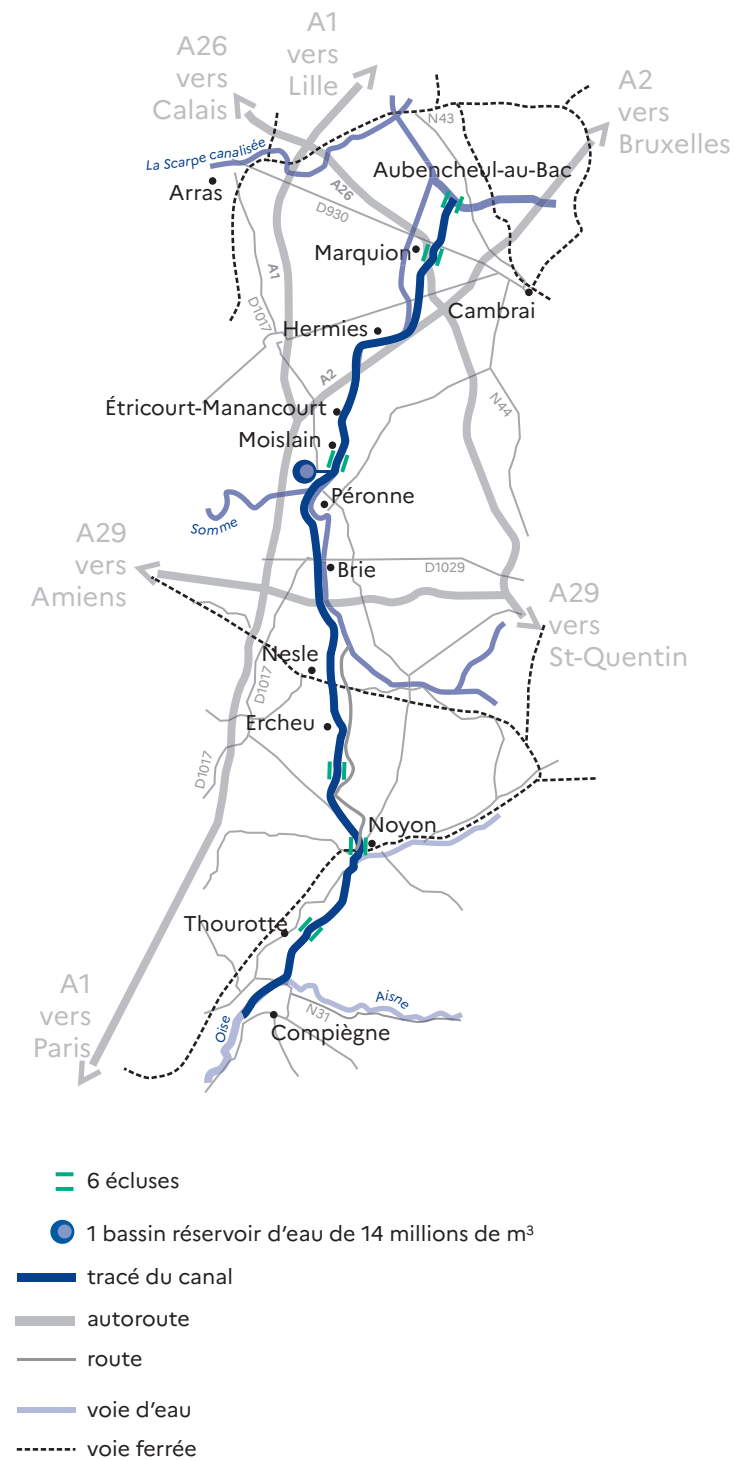 A1
vers
Lille
A26
vers
Calais
A2
vers
Bruxelles
N43
La Scarpe canalisée
Aubencheul-au-Bac
Arras
A26
D930
Marquion
A1
D1017
Cambrai
Hermies
A2
Étricourt-Manancourt
N44
Moislain
Péronne
Somme
A29
vers
Amiens
Brie
D1029
A29
vers
St-Quentin
Nesle
D1017
Ercheu
D1017
Noyon
Thourotte
A1
vers
Paris
Aisne
N31
Oise
Compiègne
6 écluses
1 bassin réservoir d'eau de 14 millions de m³
tracé du canal
autoroute
route
voie d'eau
voie ferrée